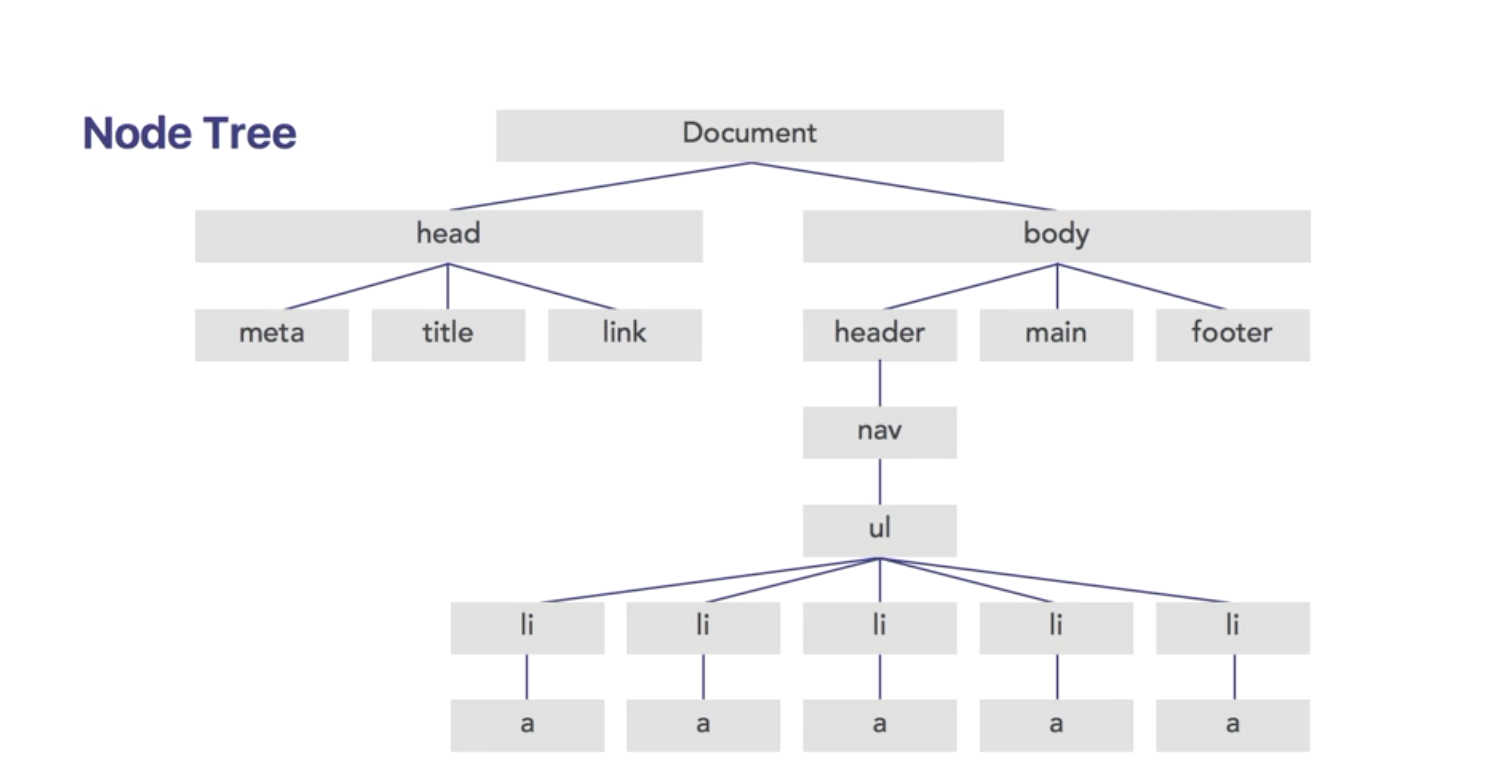 Node Tree
Document
head
body
meta
title
link
header
main
footer
nav
ul
li
li
li
li
li
a
a
a
a
a